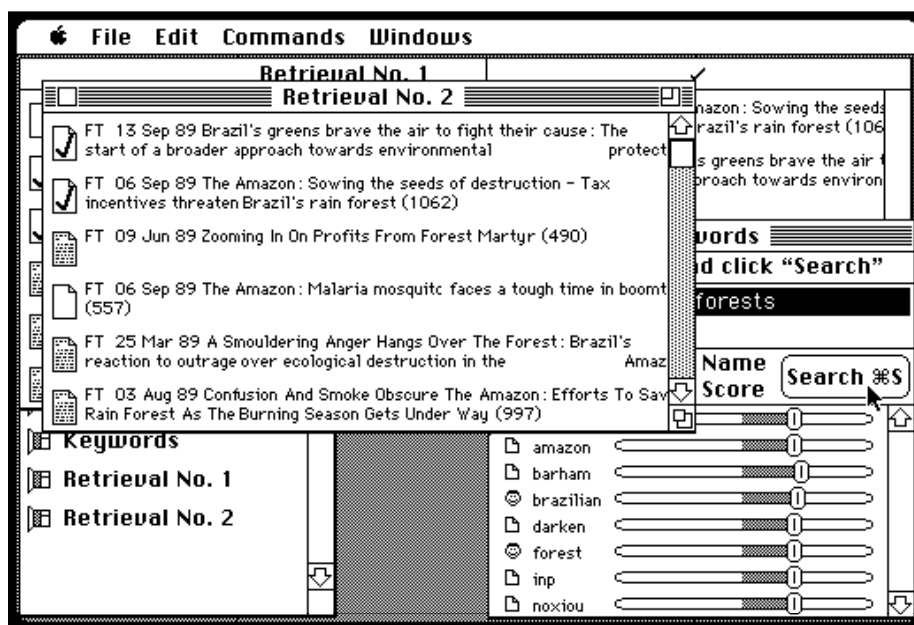 File Edit Commands Windows
Retrieval No. 1
Retrieval No. 2
FT 13 Sep 89 Brazil's greens brave the air to fight their cause: The
start of a broader approach towards environmental protect
FT 06 Sep 89 The Amazon: Sowing the seeds of destruction - Tax
incentives threaten Brazil's rain forest (1062)
FT 09 Jun 89 Zooming In On Profits From Forest Martyr (490)
FT 06 Sep 89 The Amazon: Malaria mosquito faces a tough time in boomt
(557)
FT 25 Mar 89 A Smouldering Anger Hangs Over The Forest: Brazil's
reaction to outrage over ecological destruction in the Amaz
FT 03 Aug 89 Confusion And Smoke Obscure The Amazon: Efforts To Sav
Rain Forest As The Burning Season Gets Under Way (997)
nazon: Sowing the seeds
razil's rain forest (106
s greens brave the air t
proach towards environ
words
d click "Search"
forests
Name
Score
Search ⌘S
Keywords
Retrieval No. 1
Retrieval No. 2
amazon
barham
brazilian
darken
forest
inp
noxiou